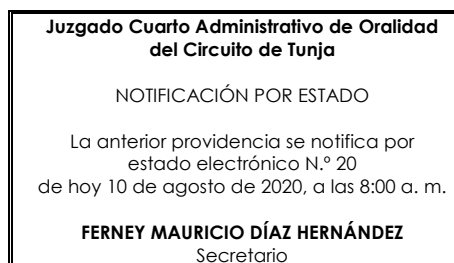 Juzgado Cuarto Administrativo de Oralidad
del Circuito de Tunja
NOTIFICACIÓN POR ESTADO
La anterior providencia se notifica por
estado electrónico N.º 20
de hoy 10 de agosto de 2020, a las 8:00 a. m.
FERNEY MAURICIO DÍAZ HERNÁNDEZ
Secretario